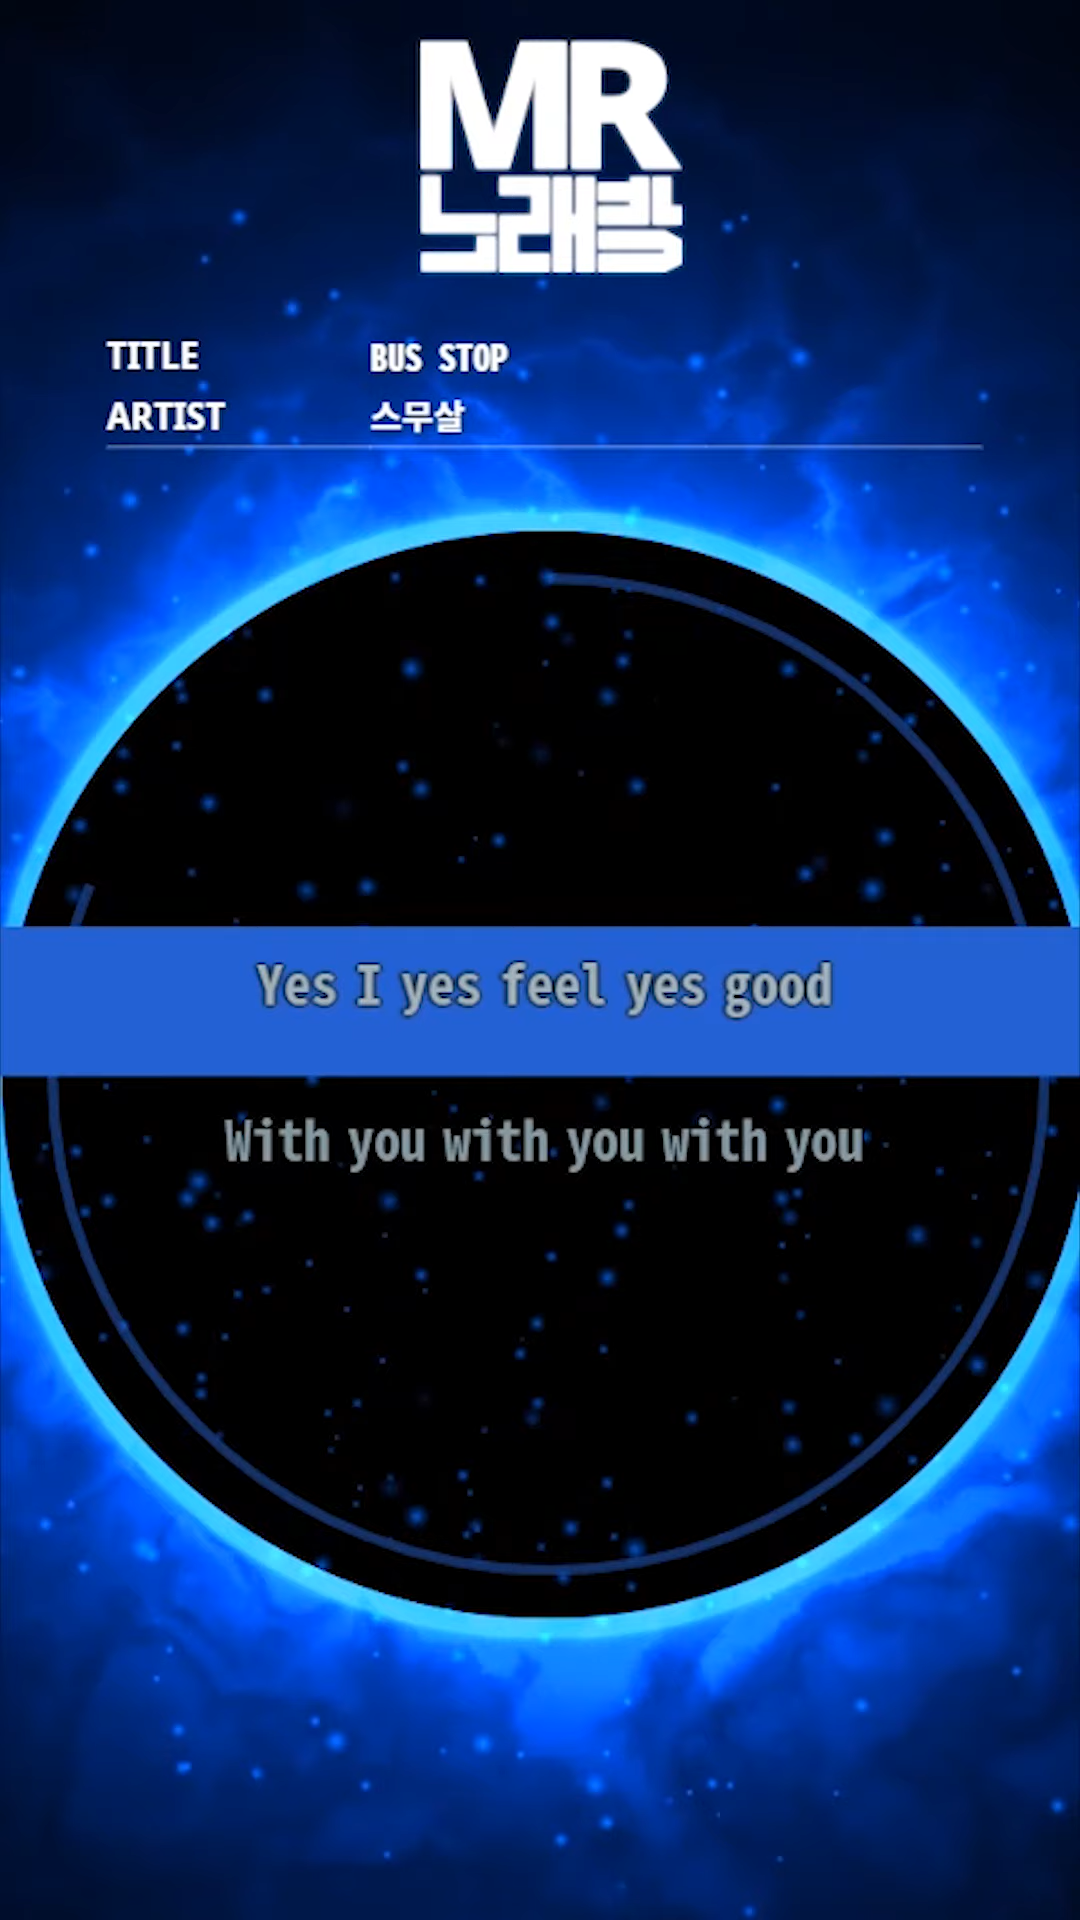 MR
노래방
TITLE BUS STOP
ARTIST 스무살
Yes I yes feel yes good
With you with you with you